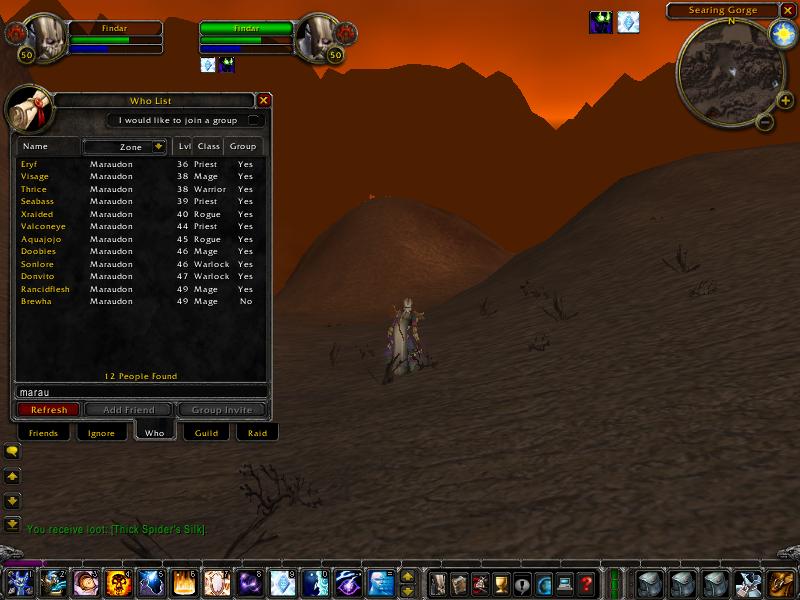 Findar
50
Findar
50
Searing Gorge
N
Who List
I would like to join a group
Name Zone Lvl Class Group
Eryf Maraudon 36 Priest Yes
Visage Maraudon 38 Mage Yes
Thrice Maraudon 38 Warrior Yes
Seabass Maraudon 39 Priest Yes
Xraided Maraudon 40 Rogue Yes
Valconeye Maraudon 44 Priest Yes
Aquajojo Maraudon 45 Rogue Yes
Doobies Maraudon 46 Mage Yes
Sonlore Maraudon 46 Warlock Yes
Donvito Maraudon 47 Warlock Yes
Rancidflesh Maraudon 49 Mage Yes
Brewha Maraudon 49 Mage No
12 People Found
marau
Refresh Add Friend Group Invite
Friends Ignore Who Guild Raid
You receive loot: [Thick Spider's Silk].